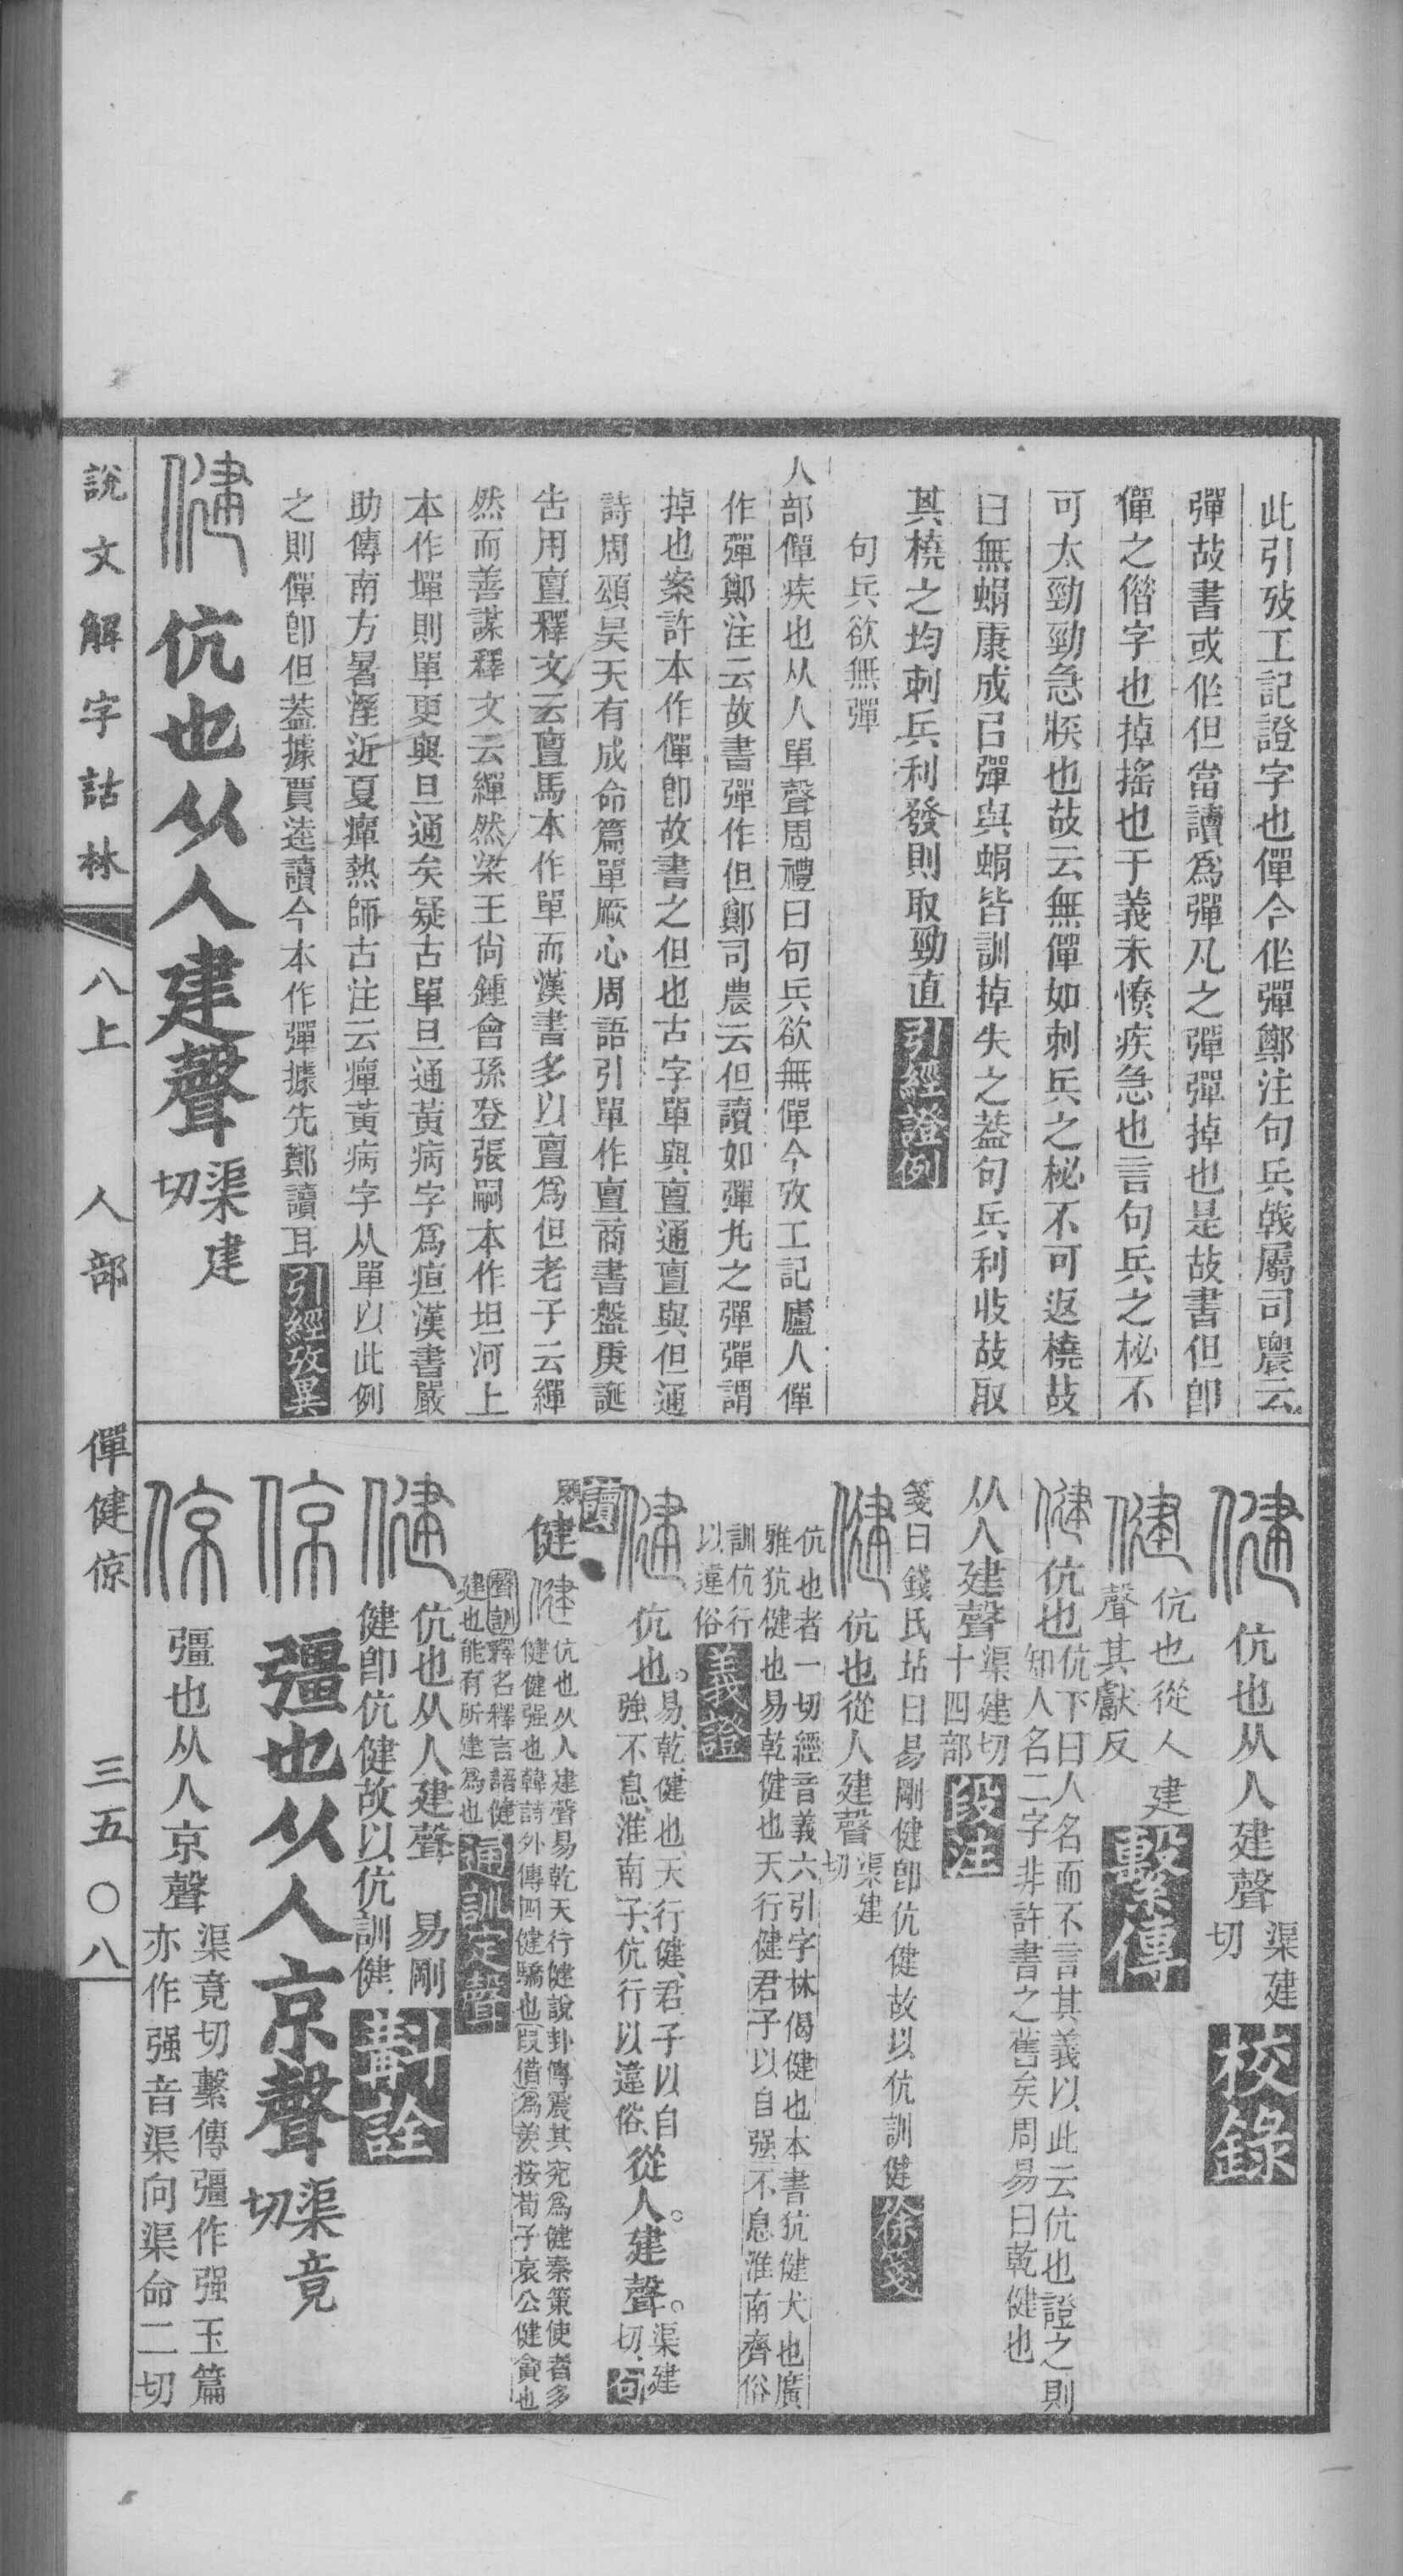 此引攷工記證字也僤今作彈鄭注句兵戟屬司農云
彈故書或作但當讀爲彈凡之彈彈掉也是故書但卽
僤之僭字也掉搖也于義未憭疾急也言句兵之柲不
可太勁勁急疾也故云無僤如刺兵之柲不可返橈故
曰無蜎康成曰彈與蜎皆訓掉失之葢句兵利收故取
其橈之均刺兵利發則取勁直引經證例
句兵欲無彈
人部僤疾也从人單聲周禮曰句兵欲無僤今攷工記廬人僤
作彈鄭注云故書彈作但鄭司農云但讀如彈丸之彈彈謂
掉也案許本作僤卽故書之但也古字單與亶通亶與但通
詩周頌昊天有成命篇單厥心周語引單作亶商書盤庚誕
告用亶釋文云亶馬本作單而漢書多以亶爲但老子云繟
然而善謀釋文云繟然梁王尙鍾會孫登張嗣本作坦河上
本作墠則單更與旦通矣疑古單旦通黃病字爲疸漢書嚴
助傳南方暑溼近夏癉熱師古注云癉黃病字从單以此例
之則僤卽但葢據賈逵讀今本作彈據先鄭讀耳引經攷異
健 伉也从人建聲渠建切
健 伉也从人建聲渠建切校錄
健 伉也從人建聲其獻反繫傳
健 伉也伉下曰人名而不言其義以此云伉也證之則
知人名二字非許書之舊矣周易曰乾健也
从人建聲渠建切十四部段注
箋曰錢氏坫曰易剛健卽伉健故以伉訓健徐箋
健 伉也從人建聲渠建切
伉也者一切經音義六引字林偈健也本書犺健犬也廣
雅犺健也易乾健也天行健君子以自强不息淮南齊俗
訓伉行以違俗義證
健 伉也易乾健也天行健君子以自強不息淮南子伉行以違俗從人建聲渠建切句讀
健 伉也从人建聲易乾天行健說卦傳震其究爲健秦策使者多
健健强也韓詩外傳四健驕也叚借爲羨按荀子哀公健貪也
聲訓釋名釋言語健
建也能有所建爲也通訓定聲
健 伉也从人建聲 易剛
健卽伉健故以伉訓健斠詮
倞 彊也从人京聲渠竟切
倞 彊也从人京聲渠竟切繫傳彊作强玉篇亦作强音渠向渠命二切
說文解字詁林 八上 人部 僤健倞 三五〇八